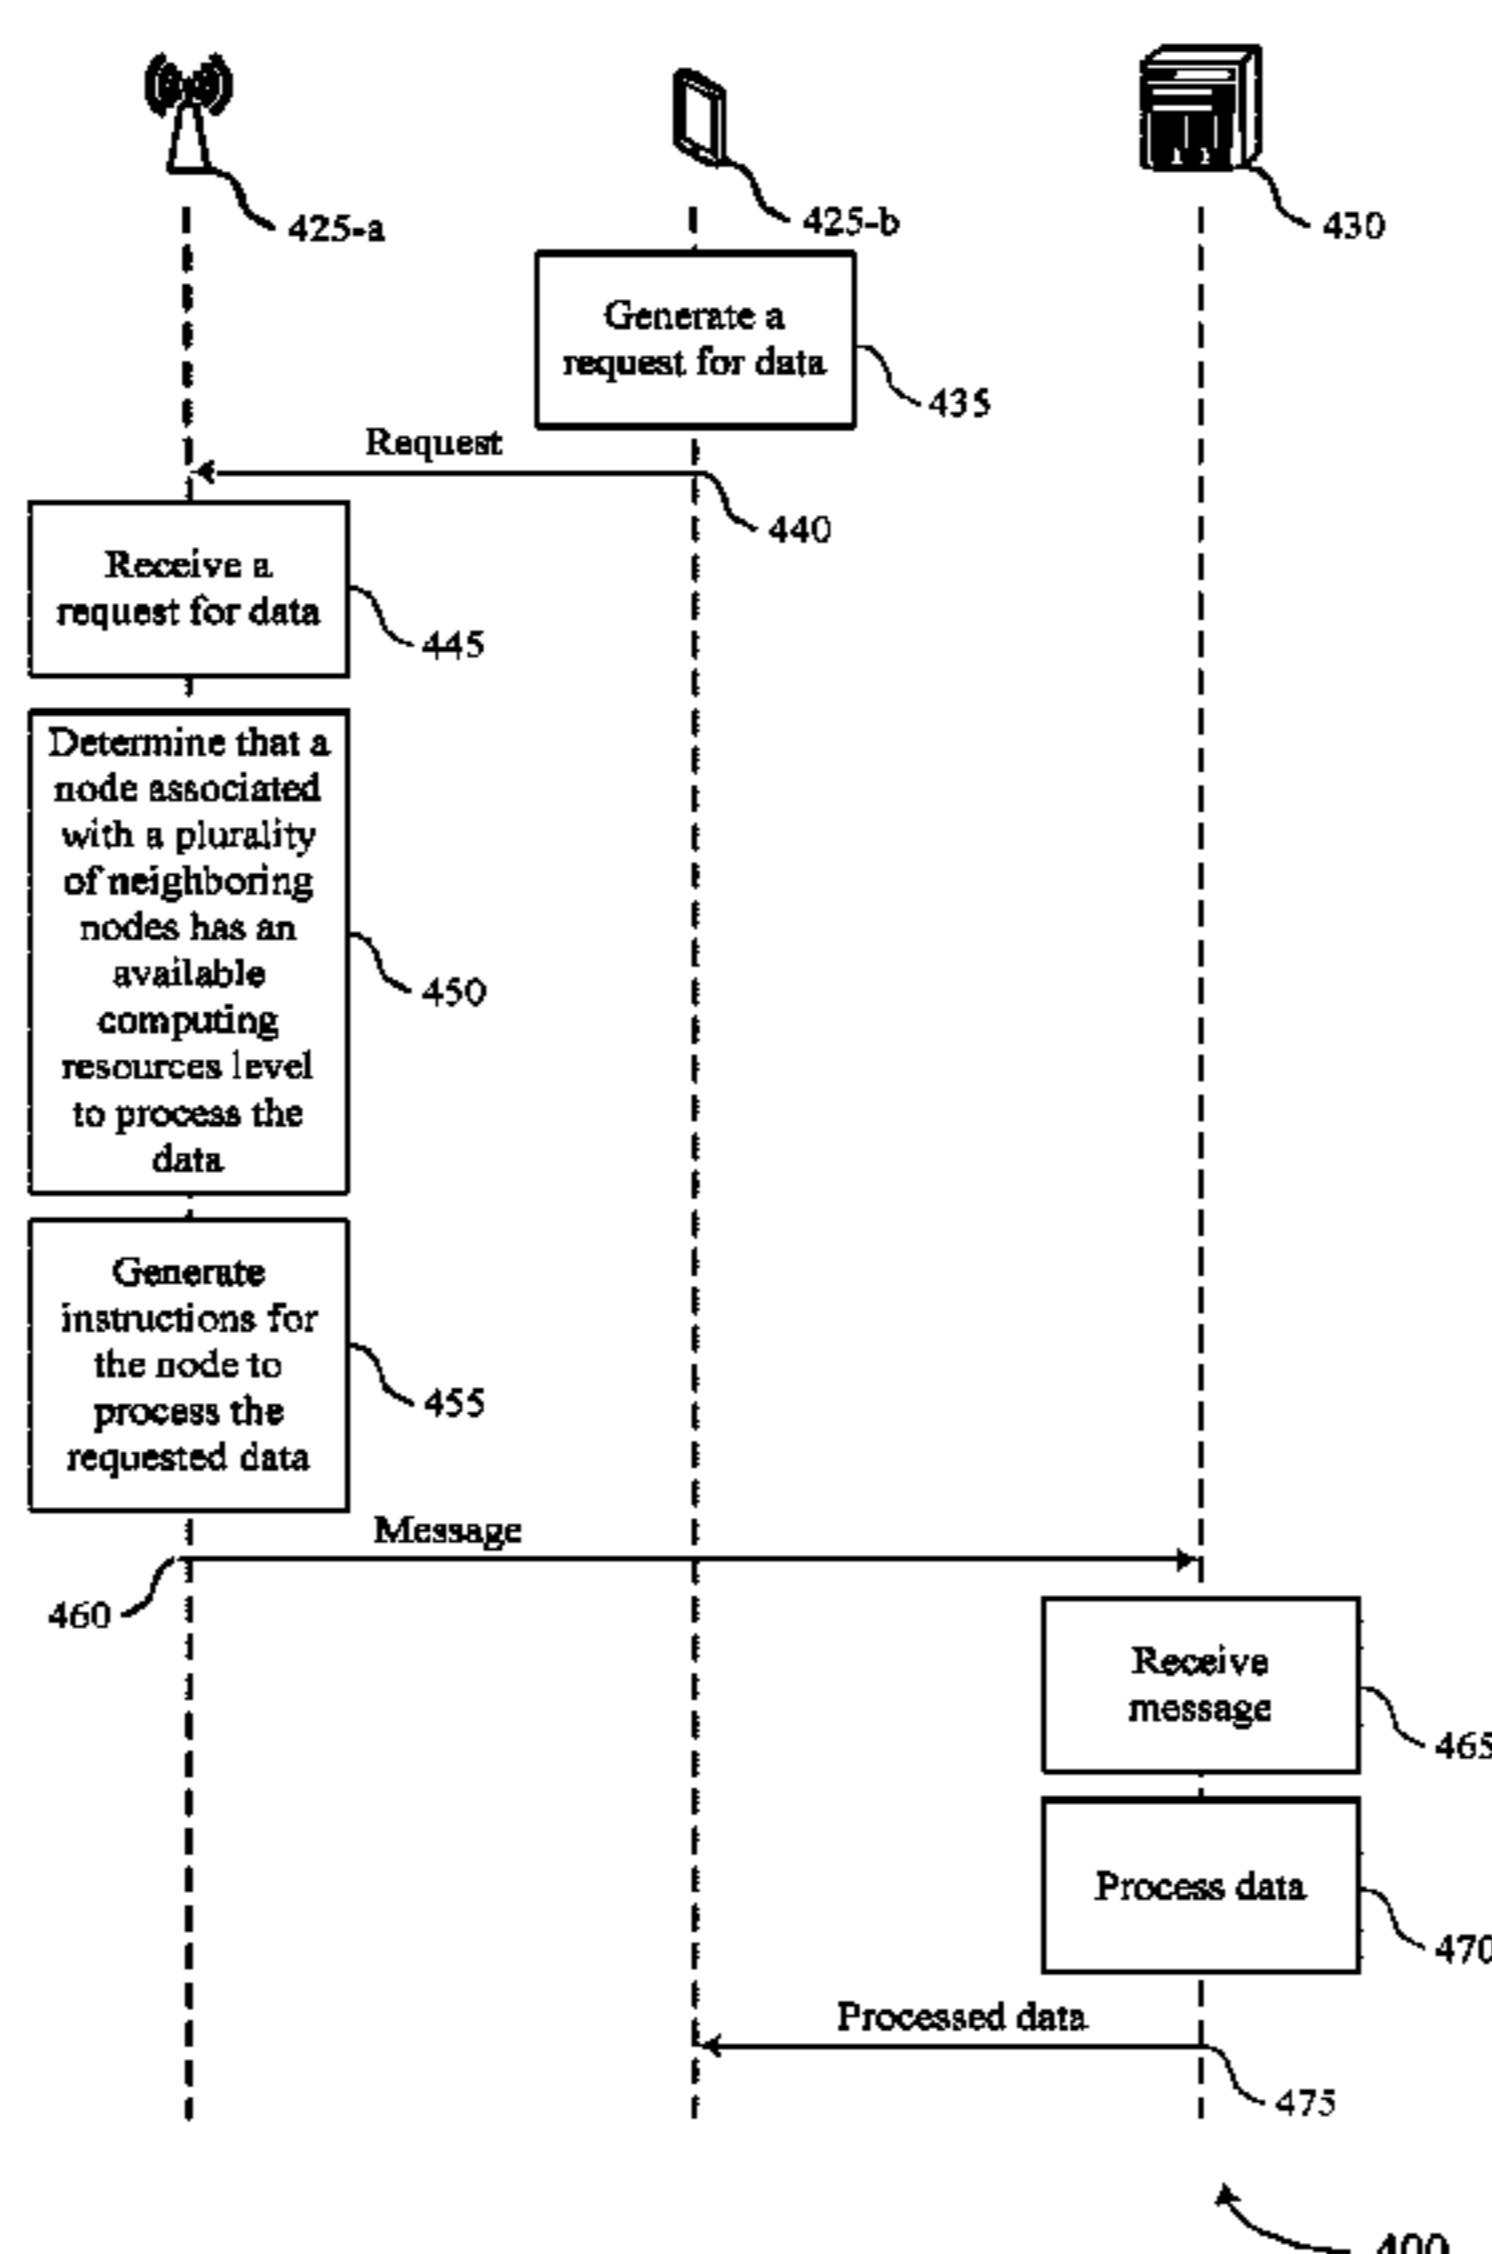 425-a
425-b
430
Generate a
request for data
435
Request
440
Receive a
request for data
445
Determine that a
node associated
with a plurality
of neighboring
nodes has an
available
computing
resources level
to process the
data
450
Generate
instructions for
the node to
process the
requested data
455
Message
460
Receive
message
465
Process data
470
Processed data
475
400